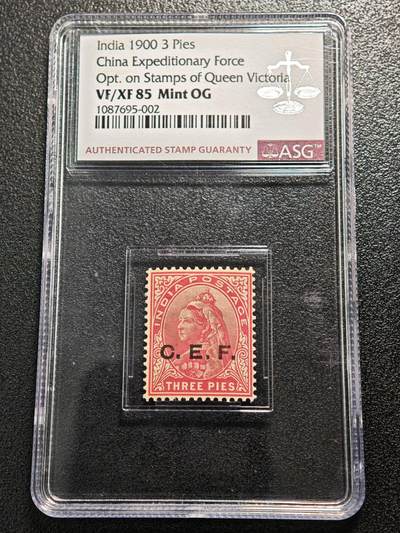 India 1900 3 Pies
China Expeditionary Force
Opt. on Stamps of Queen Victoria
VF/XF 85 Mint OG
1087695-002
AUTHENTICATED STAMP GUARANTY ASG™
INDIA POSTAGE
C. E. F.
THREE PIES